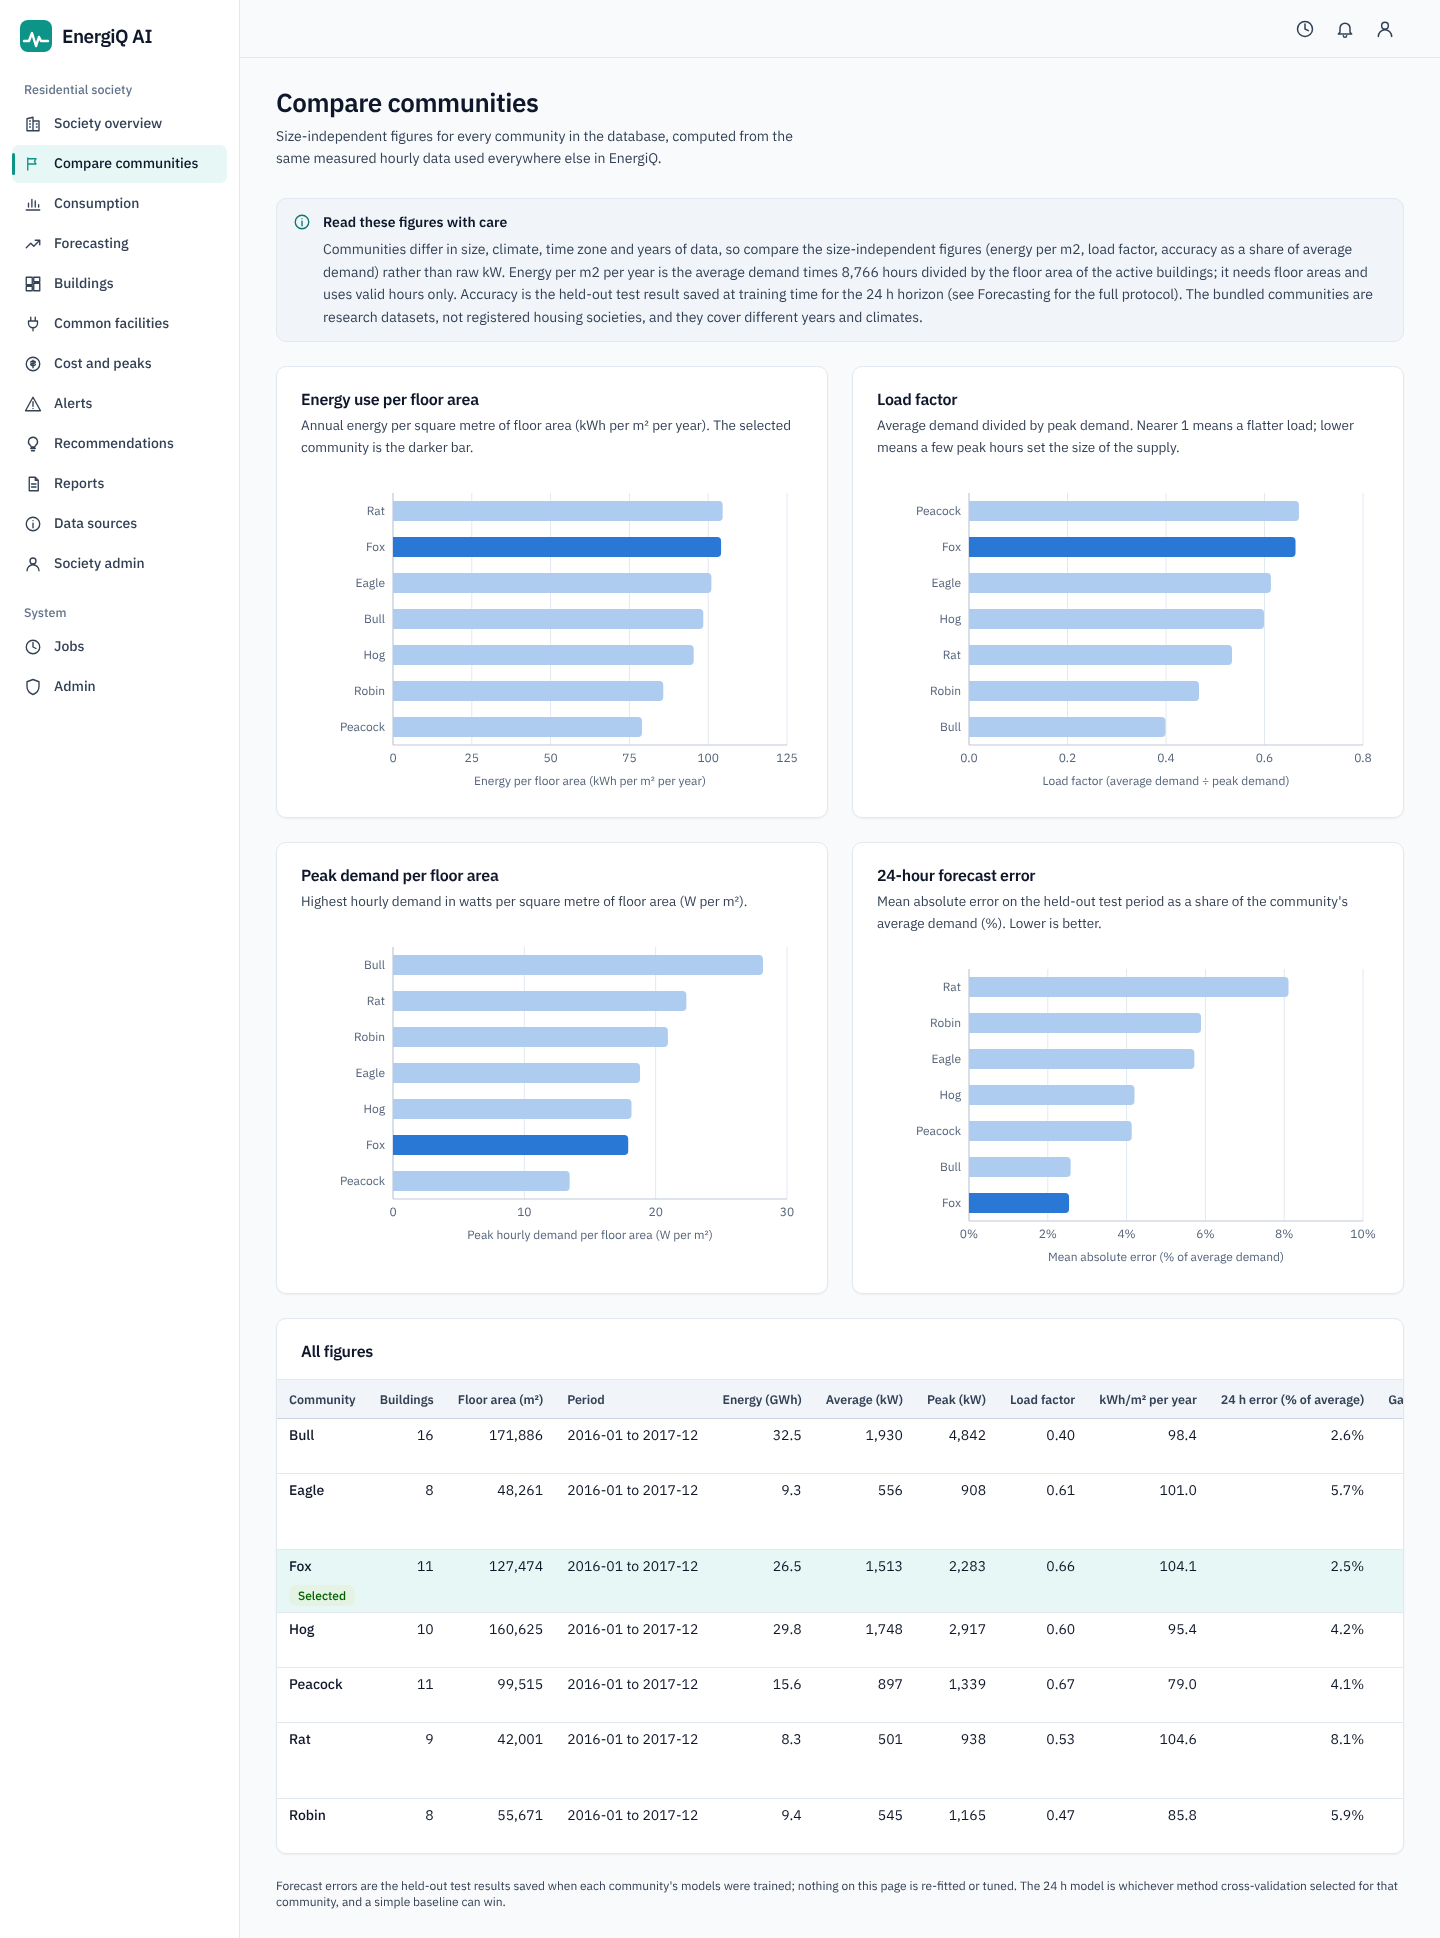 EnergiQ AI
Residential society
Society overview
Compare communities
Consumption
Forecasting
Buildings
Common facilities
Cost and peaks
Alerts
Recommendations
Reports
Data sources
Society admin
System
Jobs
Admin
Compare communities
Size-independent figures for every community in the database, computed from the
same measured hourly data used everywhere else in EnergiQ.
Read these figures with care
Communities differ in size, climate, time zone and years of data, so compare the size-independent figures (energy per m2, load factor, accuracy as a share of average
demand) rather than raw kW. Energy per m2 per year is the average demand times 8,766 hours divided by the floor area of the active buildings; it needs floor areas and
uses valid hours only. Accuracy is the held-out test result saved at training time for the 24 h horizon (see Forecasting for the full protocol). The bundled communities are
research datasets, not registered housing societies, and they cover different years and climates.
Energy use per floor area
Annual energy per square metre of floor area (kWh per m² per year). The selected
community is the darker bar.
Rat
Fox
Eagle
Bull
Hog
Robin
Peacock
0 25 50 75 100 125
Energy per floor area (kWh per m² per year)
Load factor
Average demand divided by peak demand. Nearer 1 means a flatter load; lower
means a few peak hours set the size of the supply.
Peacock
Fox
Eagle
Hog
Rat
Robin
Bull
0.0 0.2 0.4 0.6 0.8
Load factor (average demand ÷ peak demand)
Peak demand per floor area
Highest hourly demand in watts per square metre of floor area (W per m²).
Bull
Rat
Robin
Eagle
Hog
Fox
Peacock
0 10 20 30
Peak hourly demand per floor area (W per m²)
24-hour forecast error
Mean absolute error on the held-out test period as a share of the community's
average demand (%). Lower is better.
Rat
Robin
Eagle
Hog
Peacock
Bull
Fox
0% 2% 4% 6% 8% 10%
Mean absolute error (% of average demand)
All figures
Community Buildings Floor area (m²) Period Energy (GWh) Average (kW) Peak (kW) Load factor kWh/m² per year 24 h error (% of average) Ga
Bull 16 171,886 2016-01 to 2017-12 32.5 1,930 4,842 0.40 98.4 2.6%
Eagle 8 48,261 2016-01 to 2017-12 9.3 556 908 0.61 101.0 5.7%
Fox 11 127,474 2016-01 to 2017-12 26.5 1,513 2,283 0.66 104.1 2.5%
Selected
Hog 10 160,625 2016-01 to 2017-12 29.8 1,748 2,917 0.60 95.4 4.2%
Peacock 11 99,515 2016-01 to 2017-12 15.6 897 1,339 0.67 79.0 4.1%
Rat 9 42,001 2016-01 to 2017-12 8.3 501 938 0.53 104.6 8.1%
Robin 8 55,671 2016-01 to 2017-12 9.4 545 1,165 0.47 85.8 5.9%
Forecast errors are the held-out test results saved when each community's models were trained; nothing on this page is re-fitted or tuned. The 24 h model is whichever method cross-validation selected for that
community, and a simple baseline can win.